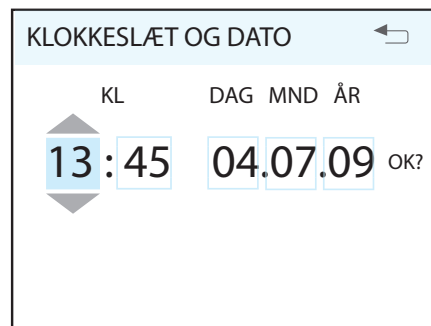 KLOKKESLÆT OG DATO
KL DAG MND ÅR
13 : 45 04.07.09 OK?